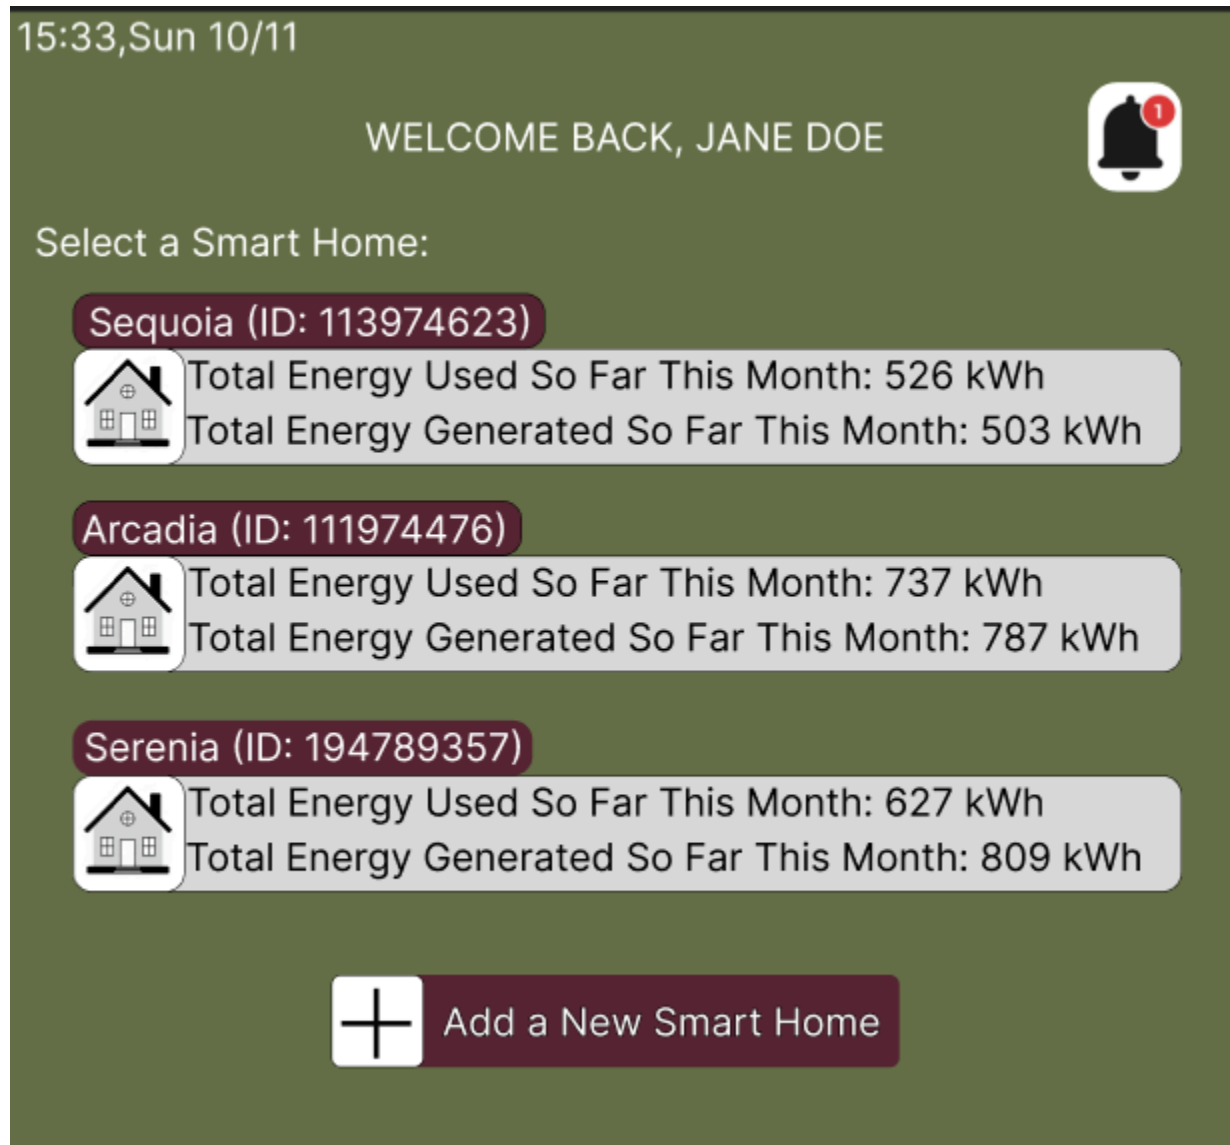 15:33,Sun 10/11
WELCOME BACK, JANE DOE
1
Select a Smart Home:
Sequoia (ID: 113974623)
Total Energy Used So Far This Month: 526 kWh
Total Energy Generated So Far This Month: 503 kWh
Arcadia (ID: 111974476)
Total Energy Used So Far This Month: 737 kWh
Total Energy Generated So Far This Month: 787 kWh
Serenia (ID: 194789357)
Total Energy Used So Far This Month: 627 kWh
Total Energy Generated So Far This Month: 809 kWh
Add a New Smart Home